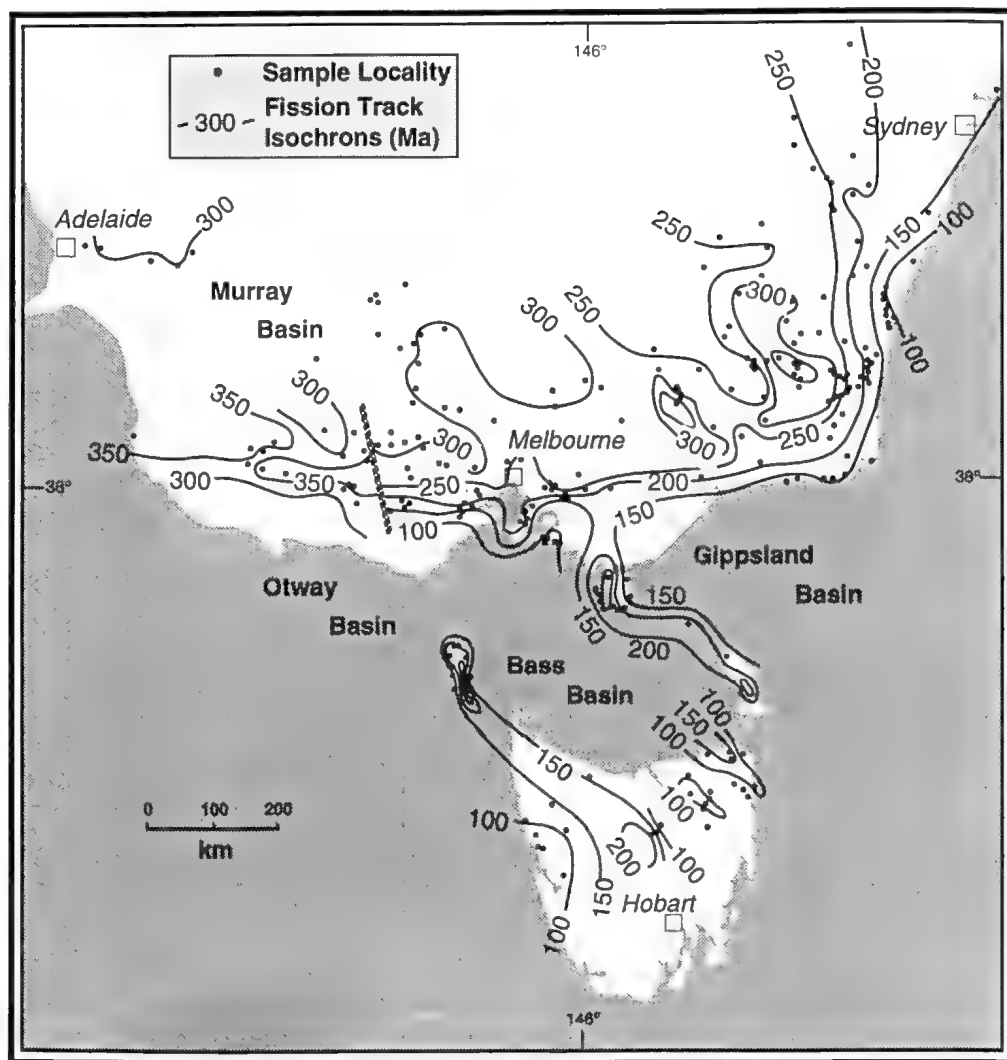 146°
Sample Locality
300 Fission Track
Isochrons (Ma)
250
200
Sydney
Adelaide
300
Murray
Basin
250
150
100
300
250
300
300
350
300
250
100
350
300
Melbourne
300
250
38°
300
350
250
200
38°
150
100
Gippsland
Basin
Otway
Basin
150
150
200
Bass
Basin
100
150
100
150
0 100 200
km
100
100
200
100
150
Hobart
100
146°